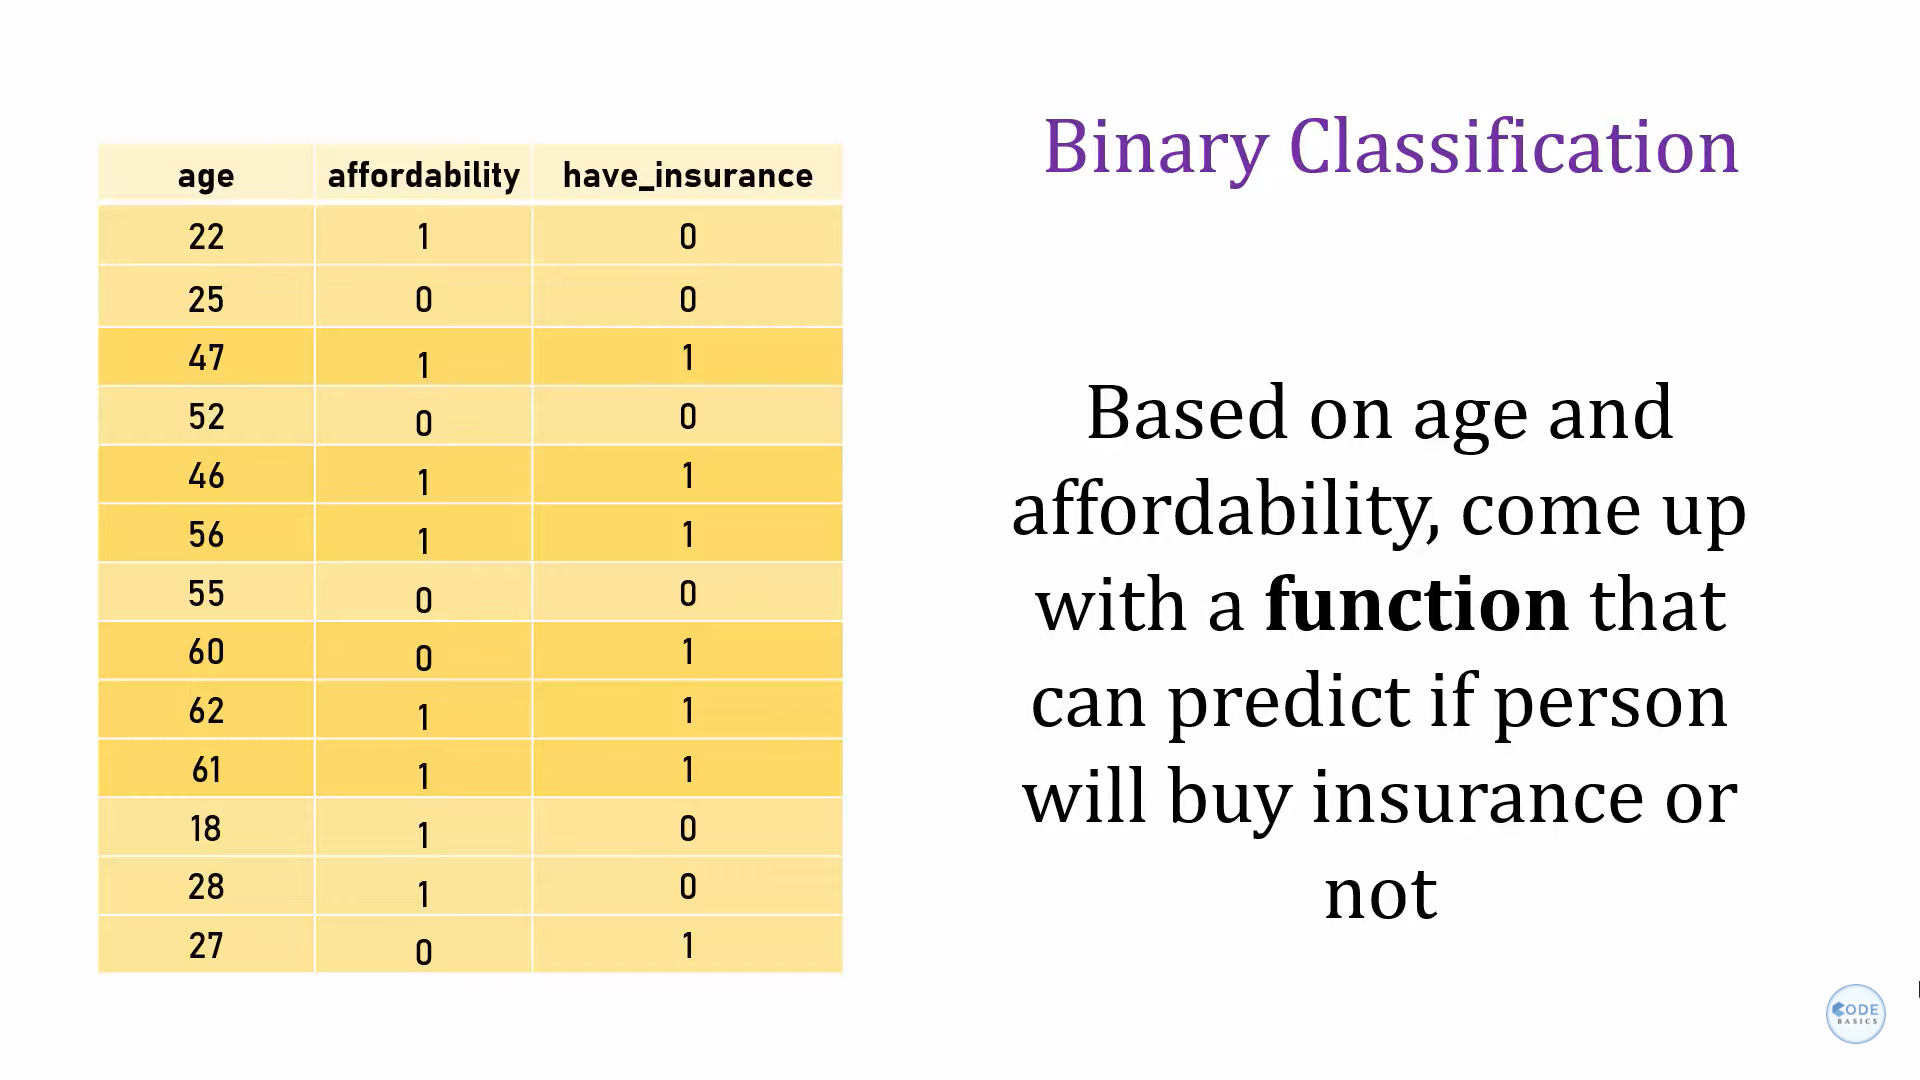 Binary Classification
age affordability have_insurance
22 1 0
25 0 0
47 1 1
52 0 0
46 1 1
56 1 1
55 0 0
60 0 1
62 1 1
61 1 1
18 1 0
28 1 0
27 0 1
Based on age and
affordability, come up
with a function that
can predict if person
will buy insurance or
not
CODE
BASICS